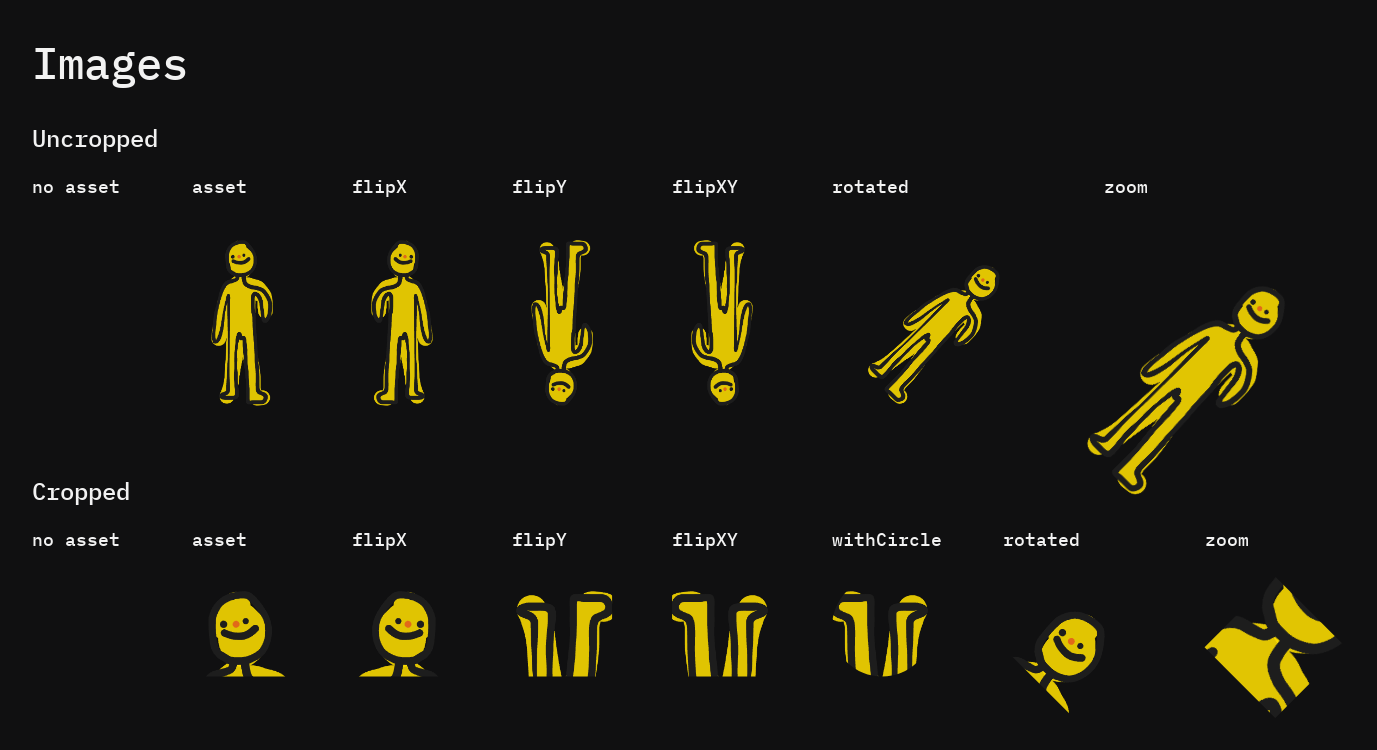 Images
Uncropped
no asset asset flipX flipY flipXY rotated zoom
Cropped
no asset asset flipX flipY flipXY withCircle rotated zoom